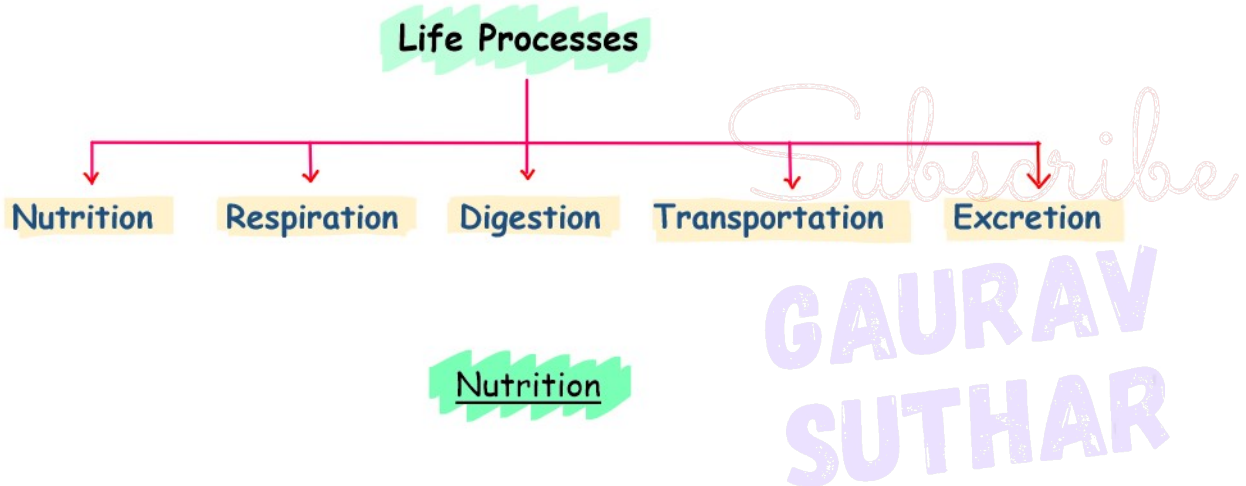 Life Processes
Subscribe
Nutrition Respiration Digestion Transportation Excretion
GAURAV
Nutrition
SUTHAR